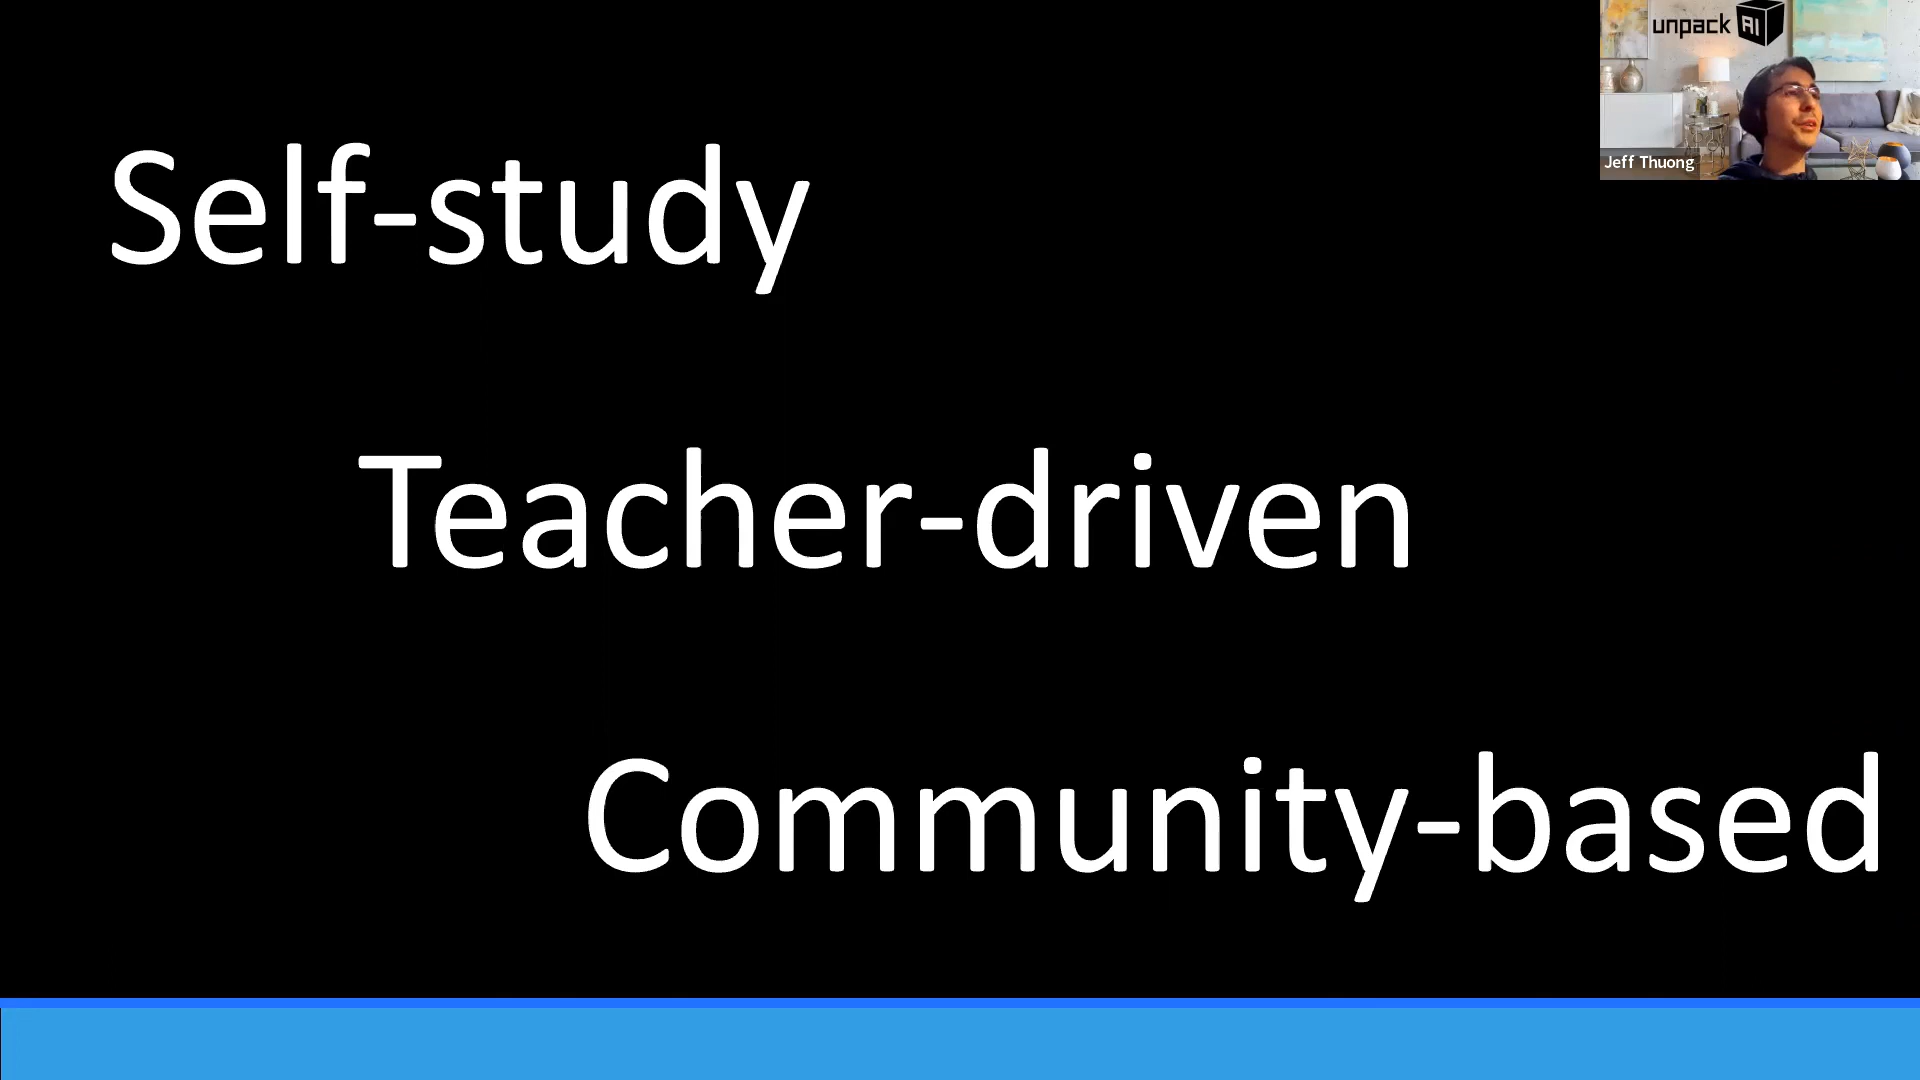 unpack AI
Jeff Thuong
Self-study
Teacher-driven
Community-based